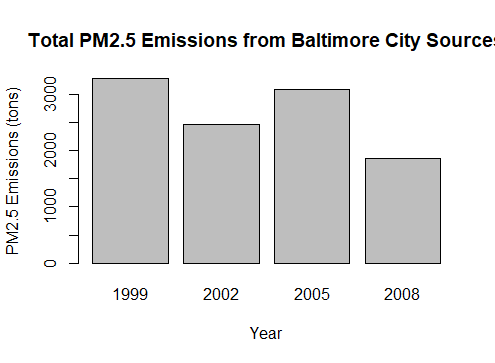 Total PM2.5 Emissions from Baltimore City Sources
PM2.5 Emissions (tons)
3000
2000
1000
0
1999 2002 2005 2008
Year